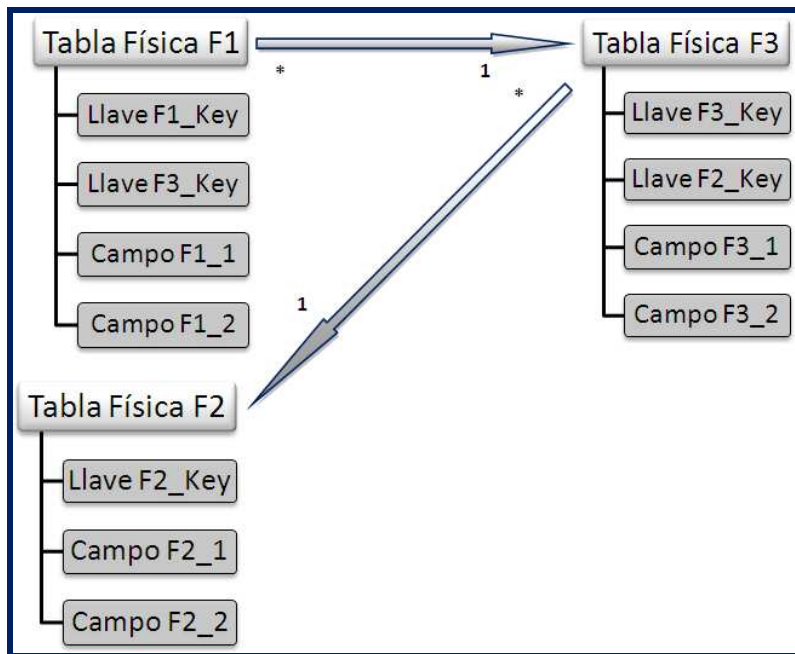 Tabla Física F1
* 1
Tabla Física F3
*
Llave F1_Key
Llave F3_Key
Campo F1_1
Campo F1_2
Llave F3_Key
Llave F2_Key
Campo F3_1
Campo F3_2
1
Tabla Física F2
Llave F2_Key
Campo F2_1
Campo F2_2